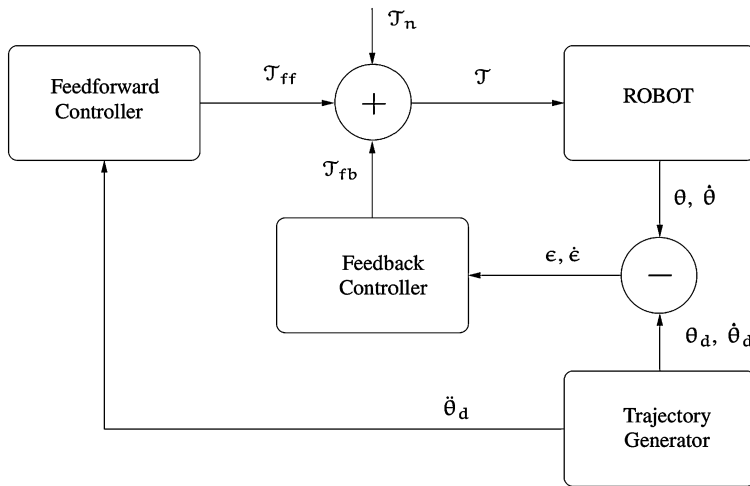 𝒯n
Feedforward
Controller
𝒯ff
+
𝒯
ROBOT
𝒯fb
θ, θ̇
Feedback
Controller
ϵ, ϵ̇
−
θd, θ̇d
θ̈d
Trajectory
Generator